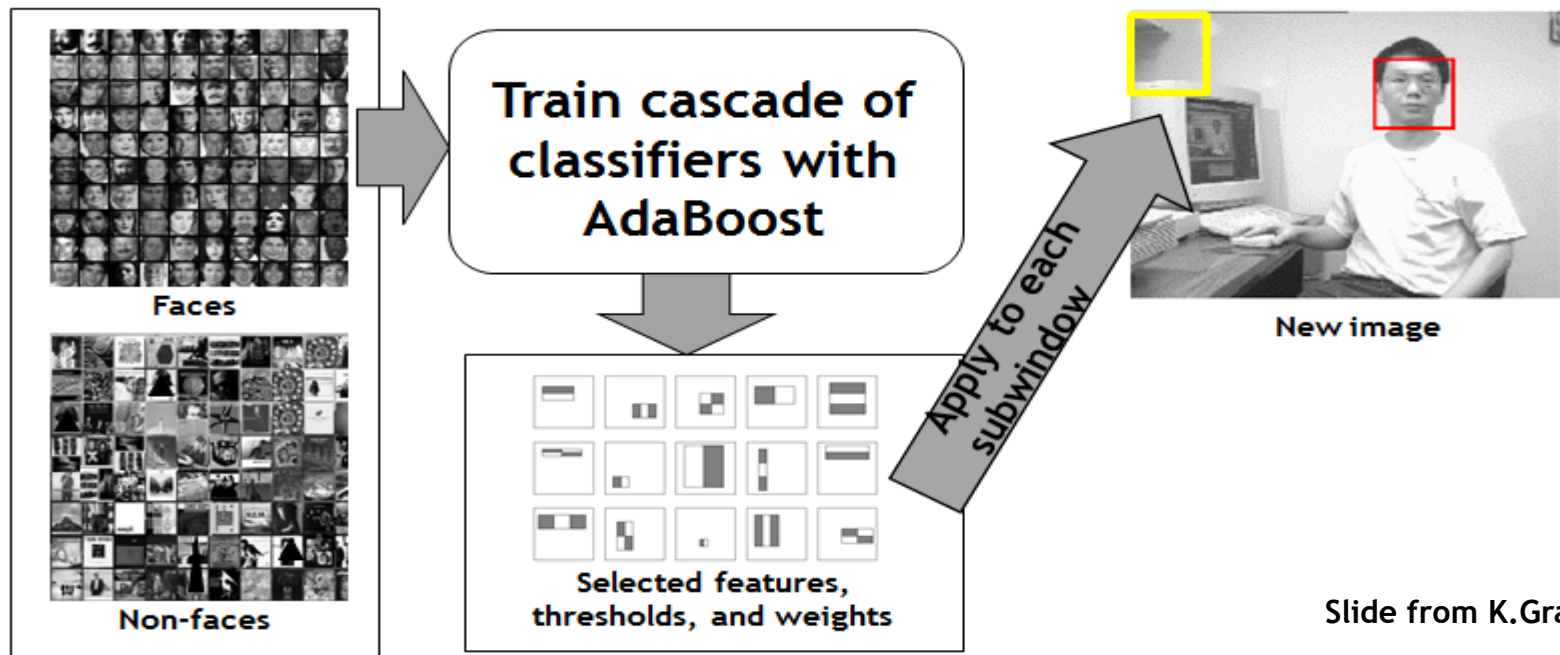 Faces
Non-faces
Train cascade of
classifiers with
AdaBoost
Selected features,
thresholds, and weights
Apply to each
subwindow
New image
Slide from K.Gra